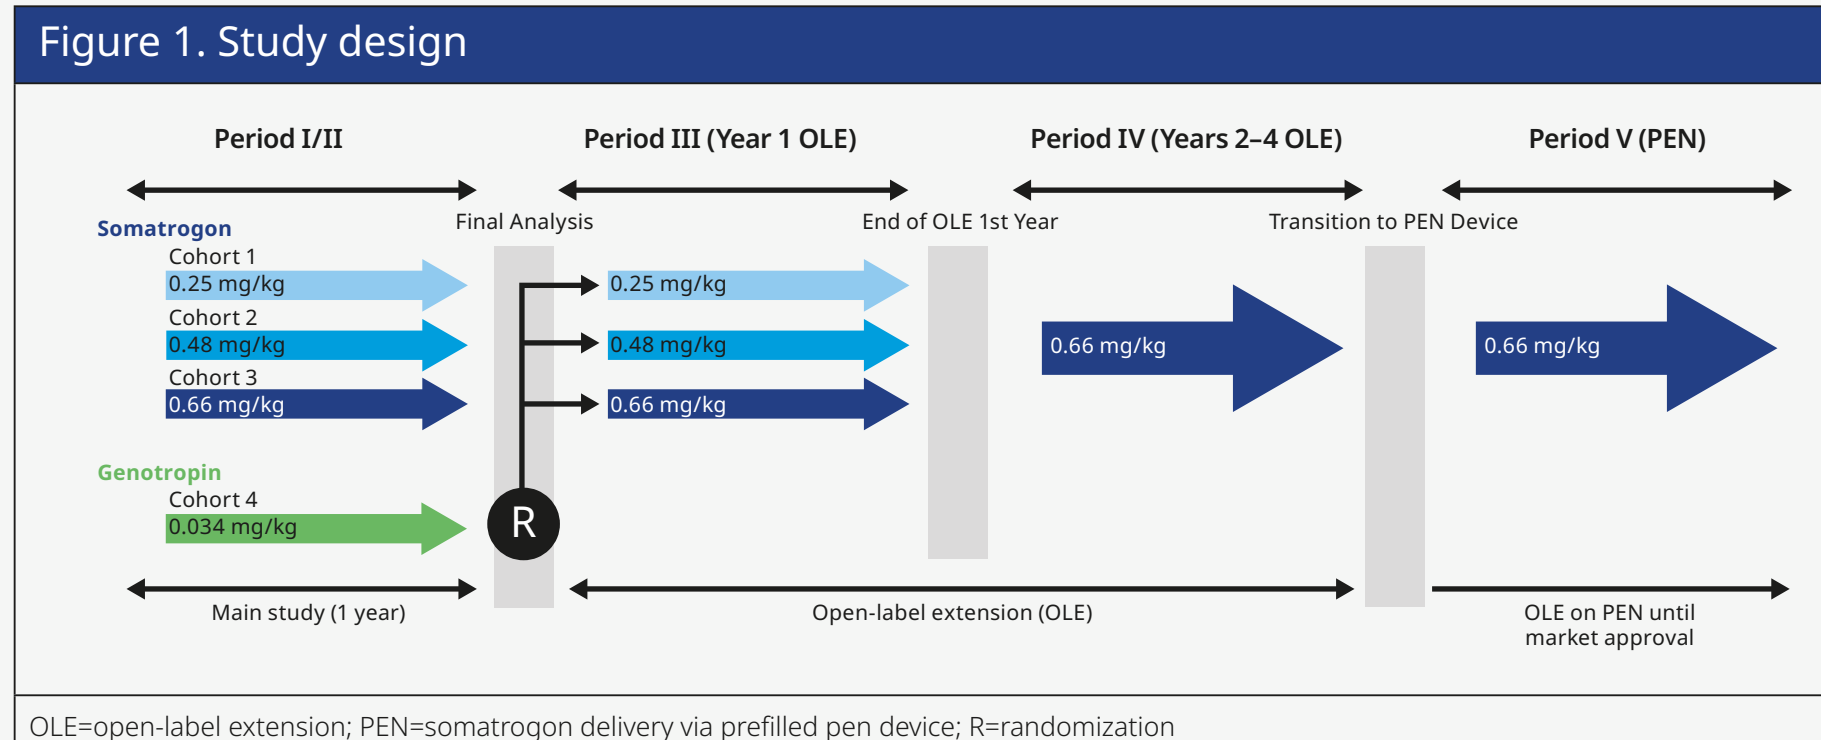 Figure 1. Study design
Period I/II
Period III (Year 1 OLE)
Period IV (Years 2–4 OLE)
Period V (PEN)
Final Analysis
End of OLE 1st Year
Transition to PEN Device
Somatrogon
Cohort 1
0.25 mg/kg
0.25 mg/kg
Cohort 2
0.48 mg/kg
0.48 mg/kg
0.66 mg/kg
0.66 mg/kg
Cohort 3
0.66 mg/kg
0.66 mg/kg
Genotropin
Cohort 4
0.034 mg/kg
R
Main study (1 year)
Open-label extension (OLE)
OLE on PEN until
market approval
OLE=open-label extension; PEN=somatrogon delivery via prefilled pen device; R=randomization